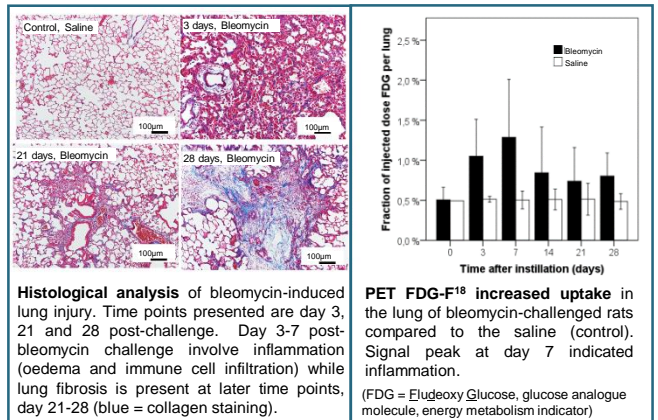 Control, Saline
3 days, Bleomycin
100µm
100µm
21 days, Bleomycin
28 days, Bleomycin
100µm
100µm
Histological analysis of bleomycin-induced
lung injury. Time points presented are day 3,
21 and 28 post-challenge. Day 3-7 post-
bleomycin challenge involve inflammation
(oedema and immune cell infiltration) while
lung fibrosis is present at later time points,
day 21-28 (blue = collagen staining).
Fraction of injected dose FDG per lung
2,5%
2,0%
1,5%
1,0%
0,5%
0,0%
Bleomycin
Saline
0 3 7 14 21 28
Time after instillation (days)
PET FDG-F18 increased uptake in
the lung of bleomycin-challenged rats
compared to the saline (control).
Signal peak at day 7 indicated
inflammation.
(FDG = Fludeoxy Glucose, glucose analogue
molecule, energy metabolism indicator)